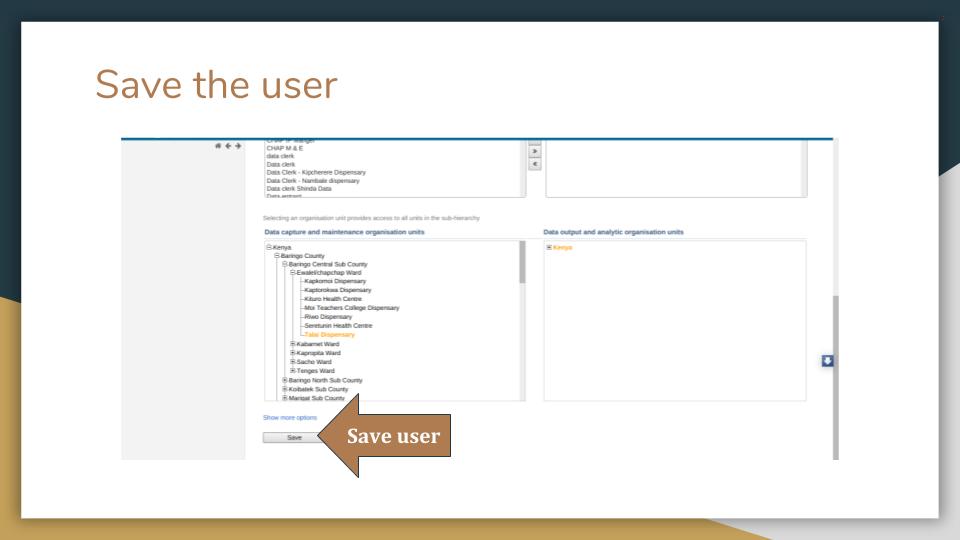 Save the user
CHAP IP Manger
CHAP M & E
data clerk
Data clerk
Data Clerk - Kipcherere Dispensary
Data Clerk - Nambale dispensary
Data clerk Shinda Data
Data entrant
Selecting an organisation unit provides access to all units in the sub-hierarchy
Data capture and maintenance organisation units
Data output and analytic organisation units
Kenya
Kenya
Baringo County
Baringo Central Sub County
Ewalel/chapchap Ward
Kapkomoi Dispensary
Kaptorokwa Dispensary
Kituro Health Centre
Moi Teachers College Dispensary
Riwo Dispensary
Seretunin Health Centre
Talai Dispensary
Kabarnet Ward
Kapropita Ward
Sacho Ward
Tenges Ward
Baringo North Sub County
Koibatek Sub County
Marigat Sub County
Show more options
Save
Save user